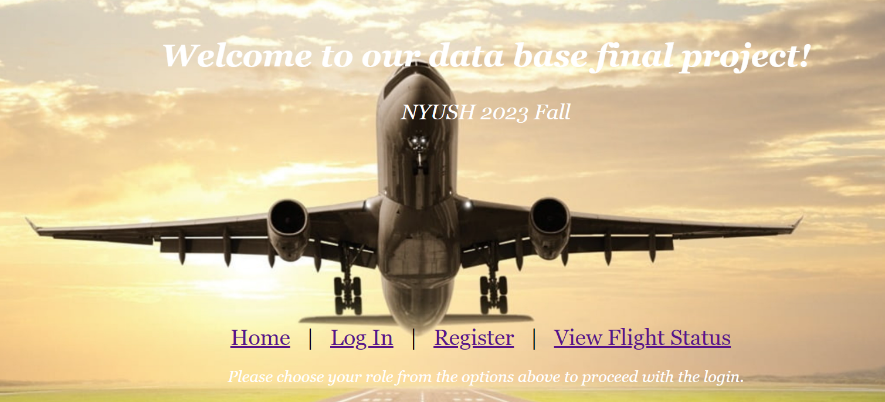 Welcome to our data base final project!
NYUSH 2023 Fall
Home | Log In | Register | View Flight Status
Please choose your role from the options above to proceed with the login.